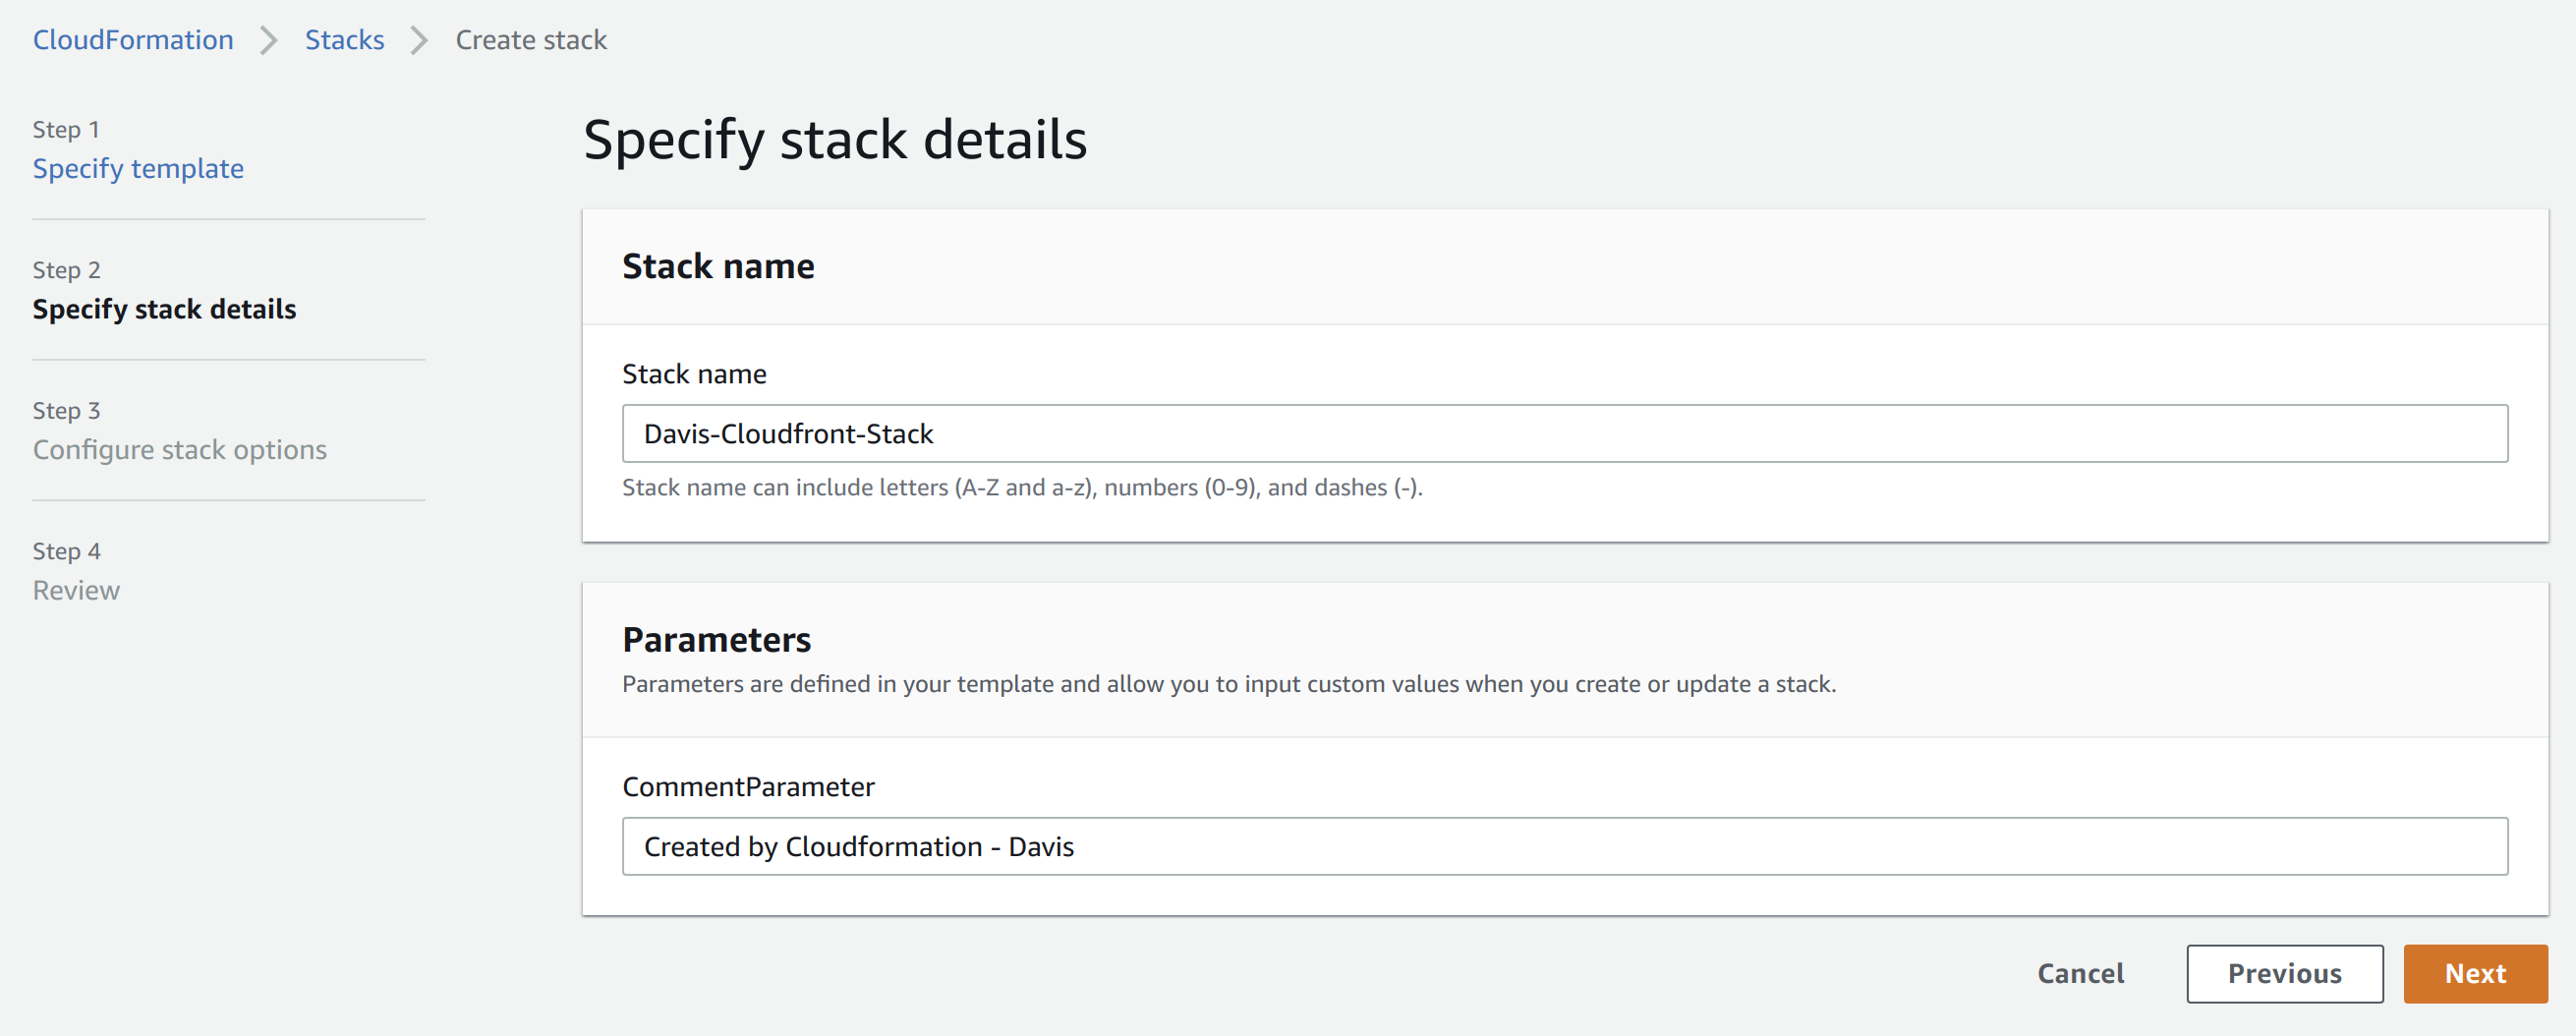 CloudFormation > Stacks > Create stack
Step 1
Specify template
Step 2
Specify stack details
Step 3
Configure stack options
Step 4
Review
Specify stack details
Stack name
Stack name
Davis-Cloudfront-Stack
Stack name can include letters (A-Z and a-z), numbers (0-9), and dashes (-).
Parameters
Parameters are defined in your template and allow you to input custom values when you create or update a stack.
CommentParameter
Created by Cloudformation - Davis
Cancel Previous Next